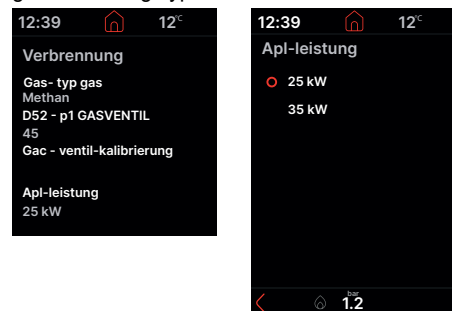 12:39 12°C
Verbrennung
Gas- typ gas
Methan
D52 - p1 GASVENTIL
45
Gac - ventil-kalibrierung
Apl-leistung
25 kW
12:39 12°C
Apl-leistung
25 kW
35 kW
bar
1.2